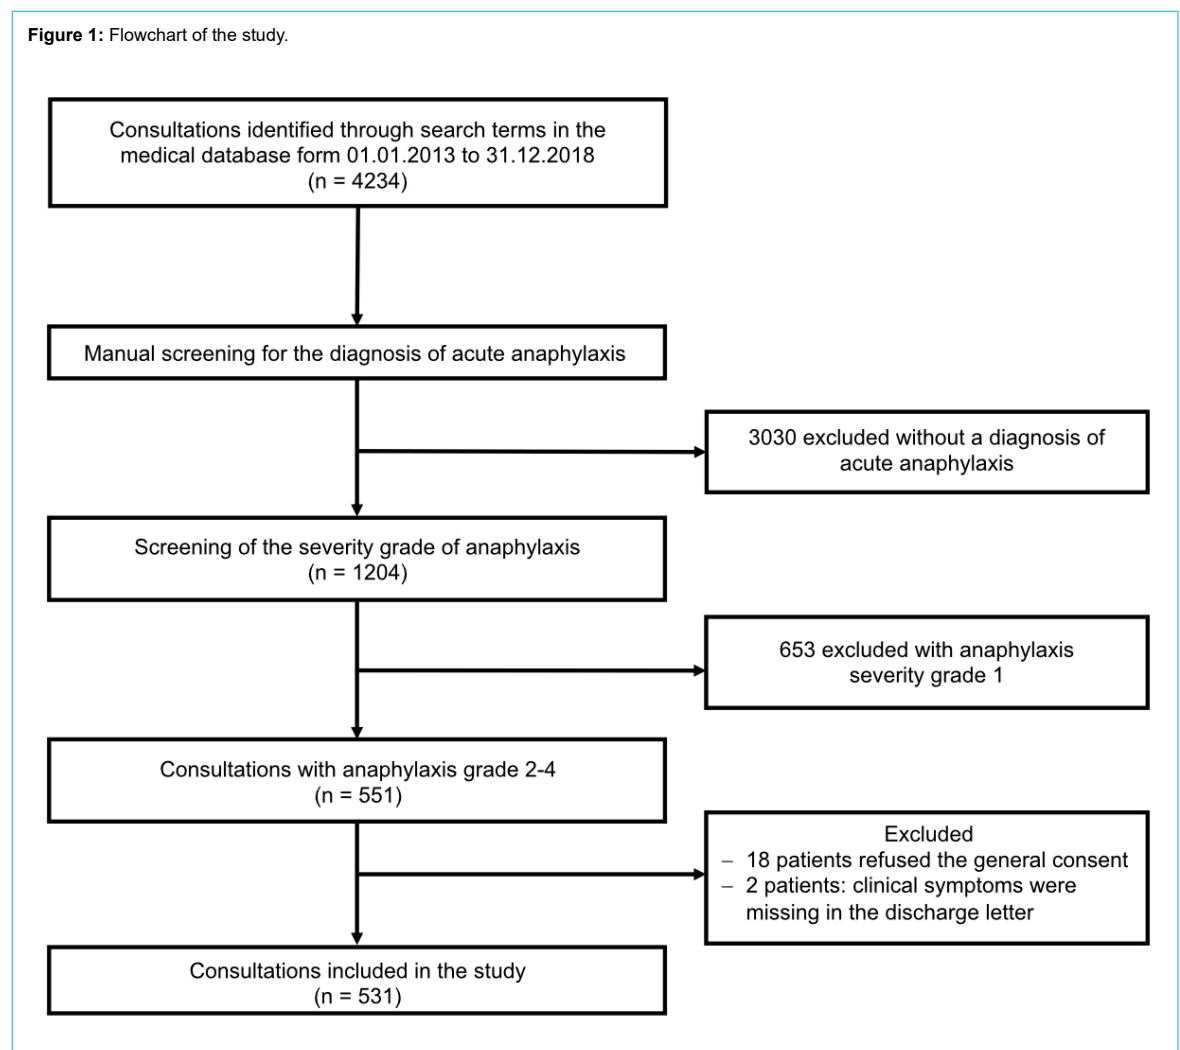 Figure 1: Flowchart of the study.
Consultations identified through search terms in the
medical database form 01.01.2013 to 31.12.2018
(n = 4234)
Manual screening for the diagnosis of acute anaphylaxis
3030 excluded without a diagnosis of
acute anaphylaxis
Screening of the severity grade of anaphylaxis
(n = 1204)
653 excluded with anaphylaxis
severity grade 1
Consultations with anaphylaxis grade 2-4
(n = 551)
Excluded
– 18 patients refused the general consent
– 2 patients: clinical symptoms were
missing in the discharge letter
Consultations included in the study
(n = 531)